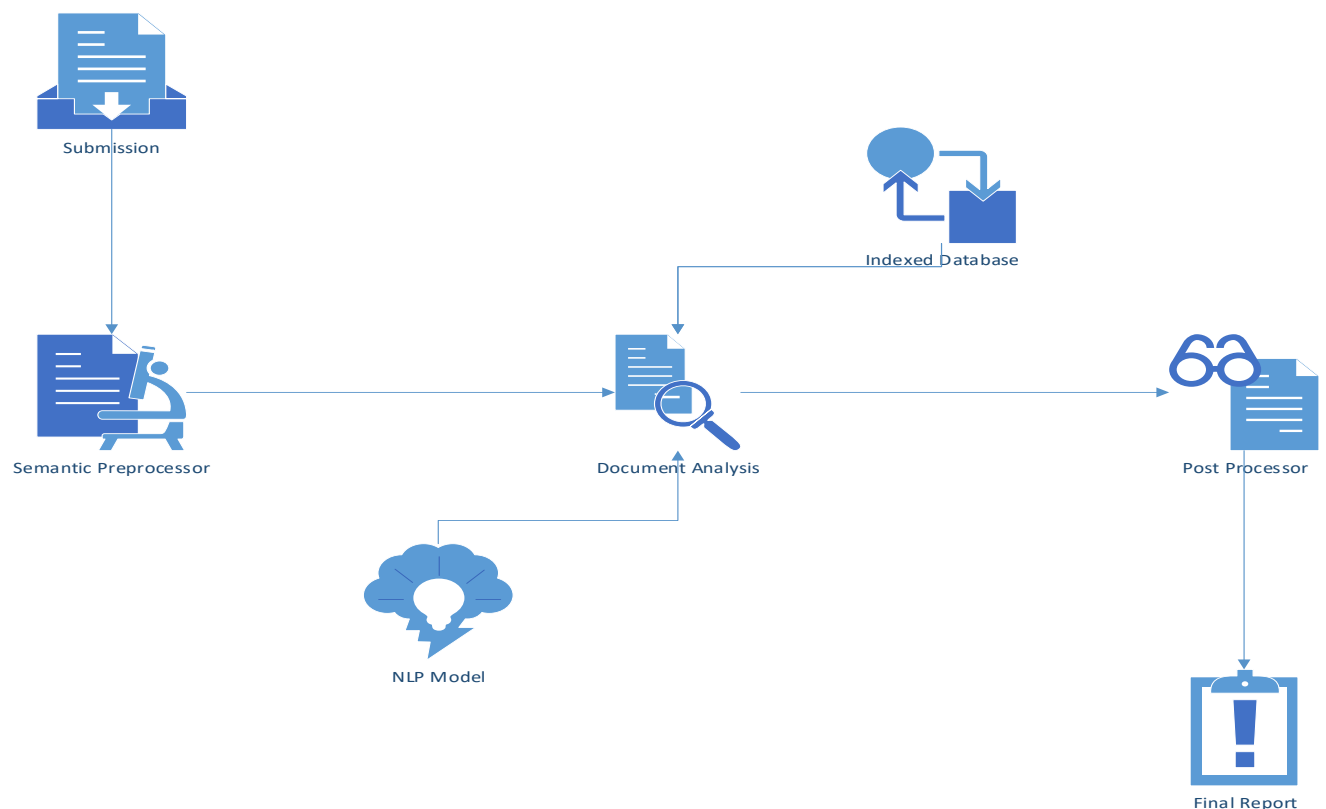 Submission
Indexed Database
Semantic Preprocessor
Document Analysis
Post Processor
NLP Model
Final Report